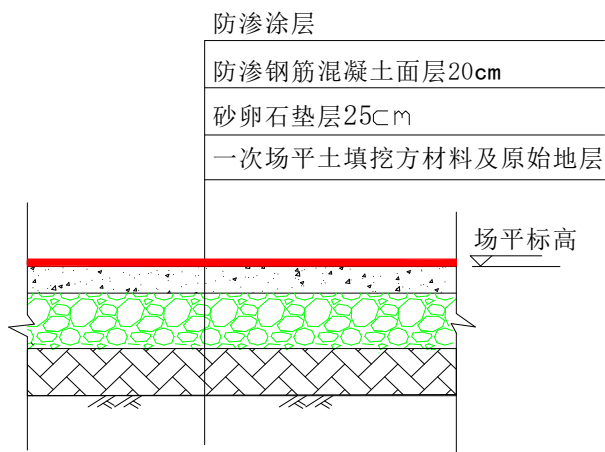 防渗涂层
防渗钢筋混凝土面层20cm
砂卵石垫层25cm
一次场平土填挖方材料及原始地层
场平标高